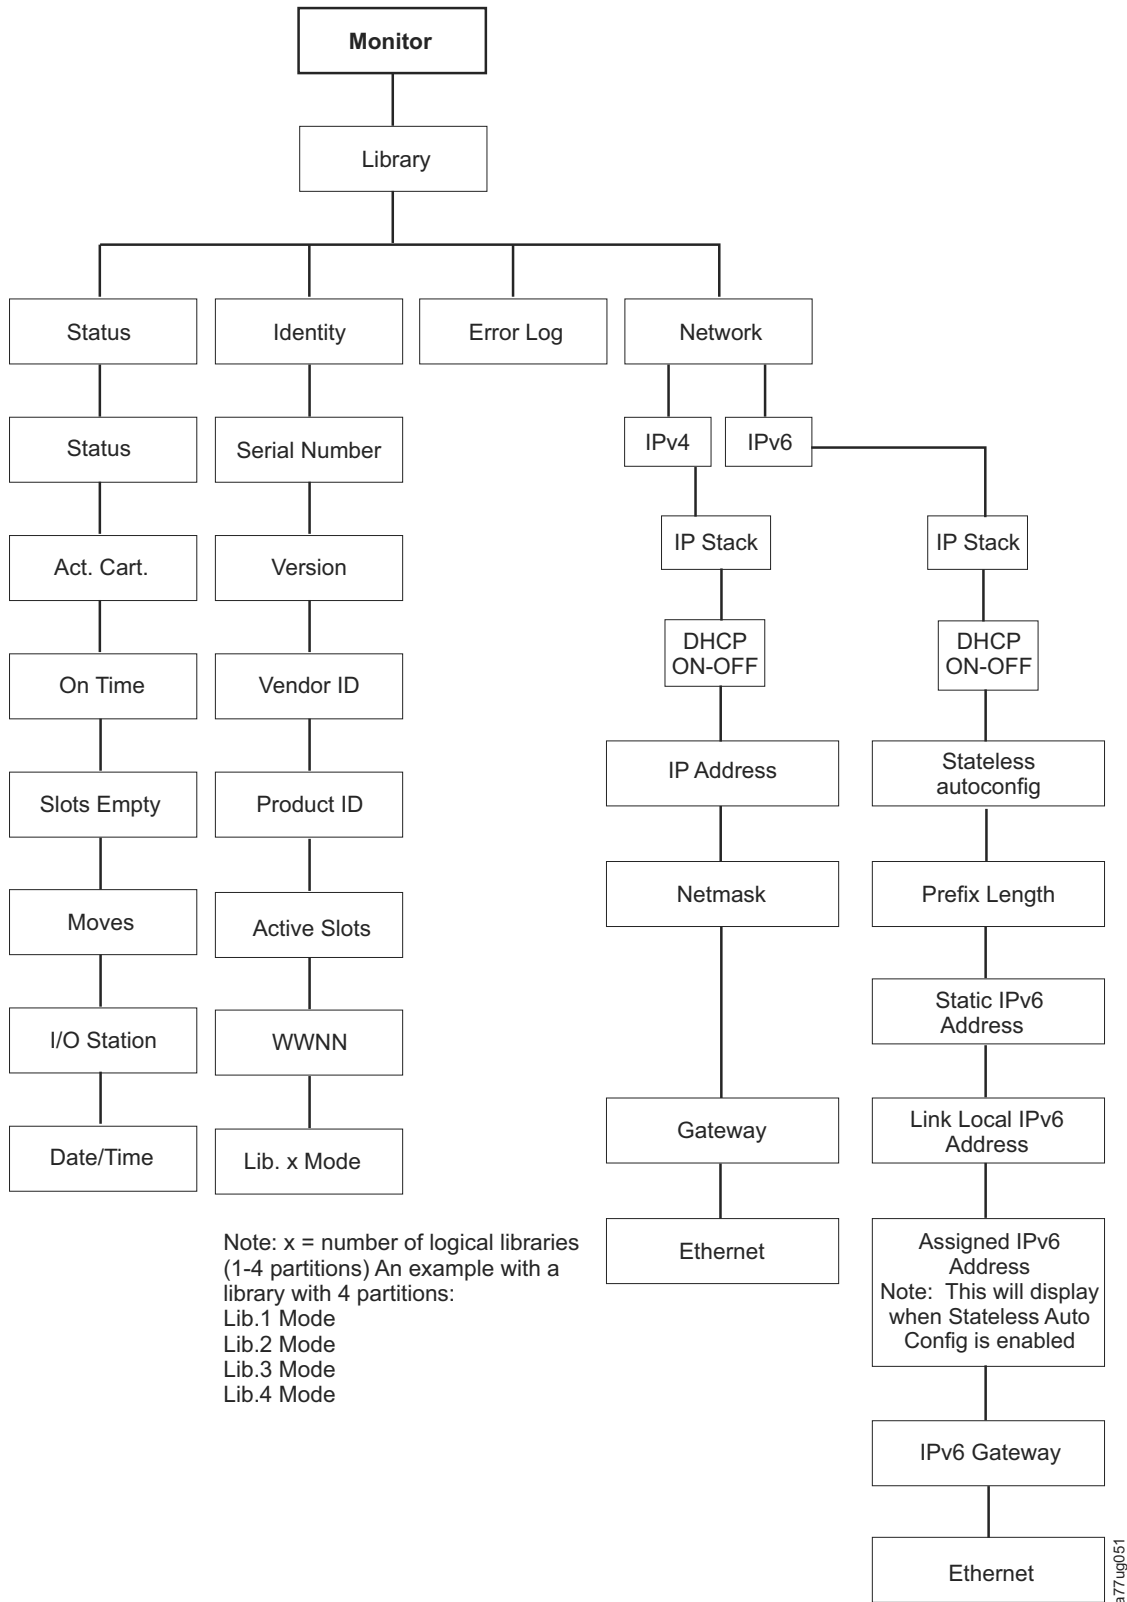 Monitor
Library
Status
Identity
Error Log
Network
Status
Serial Number
IPv4
IPv6
Act. Cart.
Version
IP Stack
IP Stack
On Time
Vendor ID
DHCP
ON-OFF
DHCP
ON-OFF
Slots Empty
Product ID
IP Address
Stateless
autoconfig
Moves
Active Slots
Netmask
Prefix Length
I/O Station
WWNN
Static IPv6
Address
Date/Time
Lib. x Mode
Gateway
Link Local IPv6
Address
Note: x = number of logical libraries
(1-4 partitions) An example with a
library with 4 partitions:
Lib.1 Mode
Lib.2 Mode
Lib.3 Mode
Lib.4 Mode
Ethernet
Assigned IPv6
Address
Note: This will display
when Stateless Auto
Config is enabled
IPv6 Gateway
Ethernet
a77ug051